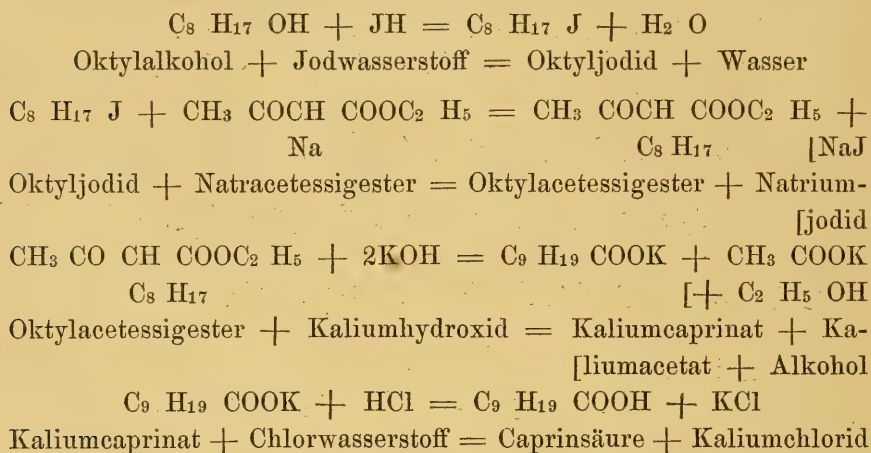 C₈ H₁₇ OH + JH = C₈ H₁₇ J + H₂ O
Oktylalkohol + Jodwasserstoff = Oktyljodid + Wasser
C₈ H₁₇ J + CH₃ COCH COOC₂ H₅ = CH₃ COCH COOC₂ H₅ +
Na C₈ H₁₇ [NaJ
Oktyljodid + Natracetessigester = Oktylacetessigester + Natrium-
[jodid
CH₃ CO CH COOC₂ H₅ + 2KOH = C₉ H₁₉ COOK + CH₃ COOK
C₈ H₁₇ [+ C₂ H₅ OH
Oktylacetessigester + Kaliumhydroxid = Kaliumcaprinat + Ka-
[liumacetat + Alkohol
C₉ H₁₉ COOK + HCl = C₉ H₁₉ COOH + KCl
Kaliumcaprinat + Chlorwasserstoff = Caprinsäure + Kaliumchlorid